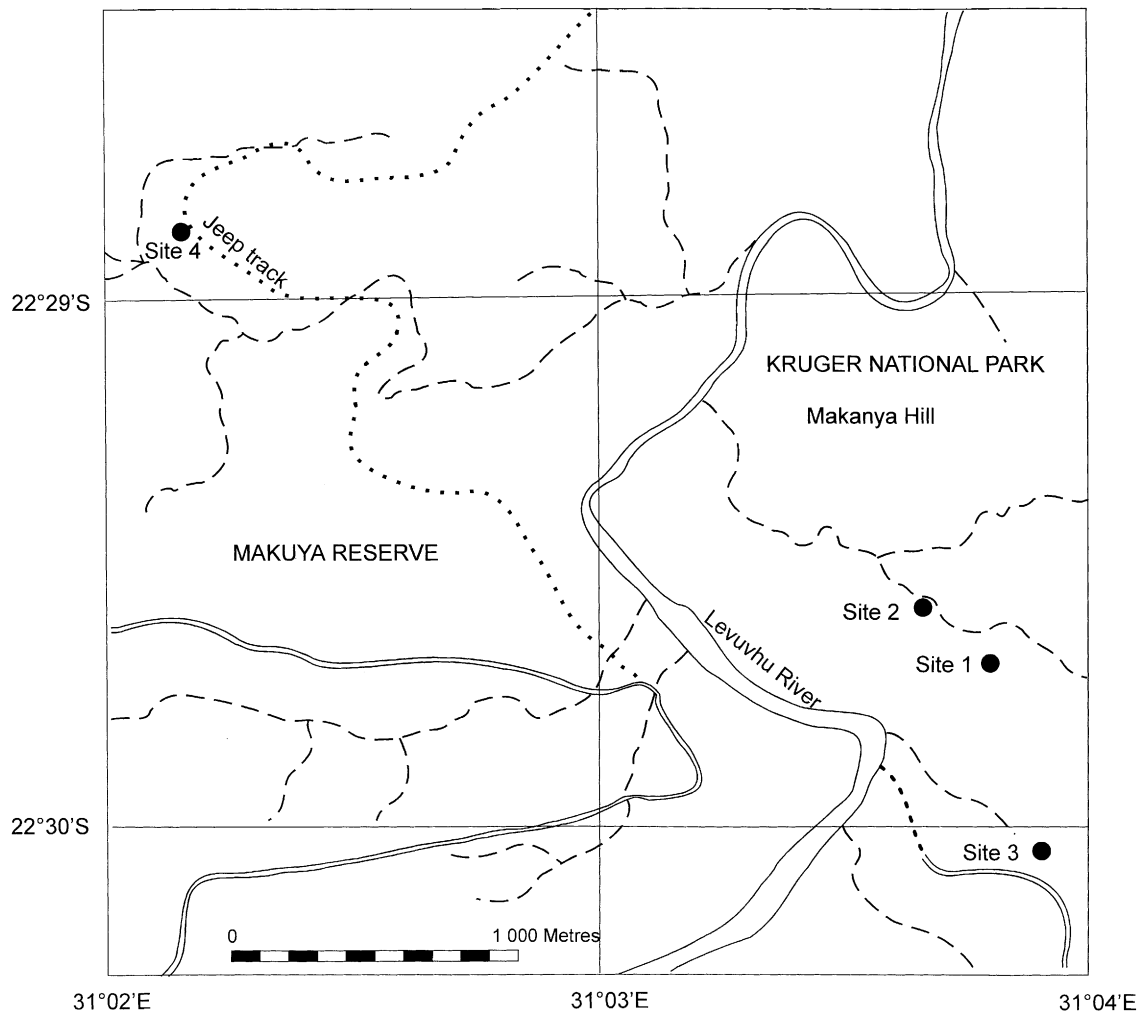 Jeep track
Site 4
22°29'S
KRUGER NATIONAL PARK
Makanya Hill
MAKUYA RESERVE
Site 2
Levuvhu River
Site 1
22°30'S
Site 3
0 1 000 Metres
31°02'E 31°03'E 31°04'E